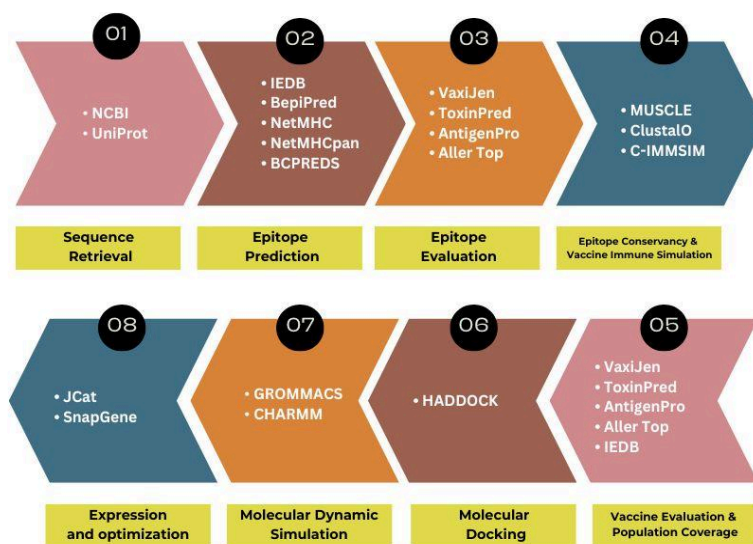 01
• NCBI
• UniProt
Sequence
Retrieval
02
• IEDB
• BepiPred
• NetMHC
• NetMHCpan
• BCPREDS
Epitope
Prediction
03
• VaxiJen
• ToxinPred
• AntigenPro
• Aller Top
Epitope
Evaluation
04
• MUSCLE
• ClustalO
• C-IMMSIM
Epitope Conservancy &
Vaccine Immune Simulation
08
• JCat
• SnapGene
Expression
and optimization
07
• GROMMACS
• CHARMM
Molecular Dynamic
Simulation
06
• HADDOCK
Molecular
Docking
05
• VaxiJen
• ToxinPred
• AntigenPro
• Aller Top
• IEDB
Vaccine Evaluation &
Population Coverage